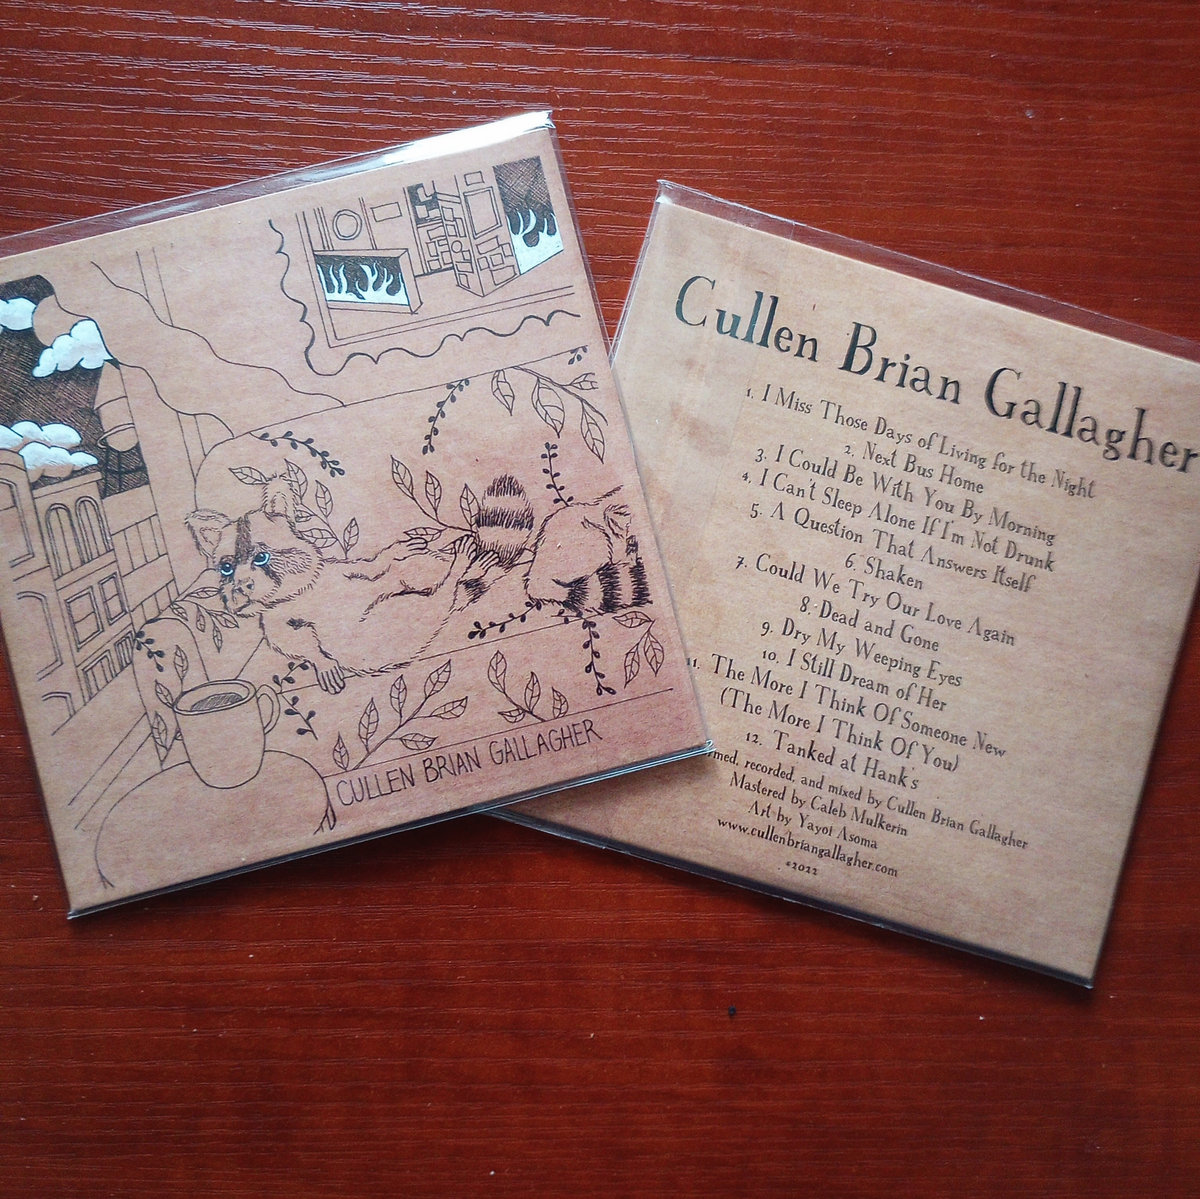 CULLEN BRIAN GALLAGHER
Cullen Brian Gallagher
1. I Miss Those Days of Living for the Night
2. Next Bus Home
3. I Could Be With You By Morning
4. I Can't Sleep Alone If I'm Not Drunk
5. A Question That Answers Itself
6. Shaken
7. Could We Try Our Love Again
8. Dead and Gone
9. Dry My Weeping Eyes
10. I Still Dream of Her
11. The More I Think Of Someone New
(The More I Think Of You)
12. Tanked at Hank's
recorded, and mixed by Cullen Brian Gallagher
Mastered by Caleb Mulkerin
Art by Yayoi Asoma
www.cullenbriangallagher.com
©2022